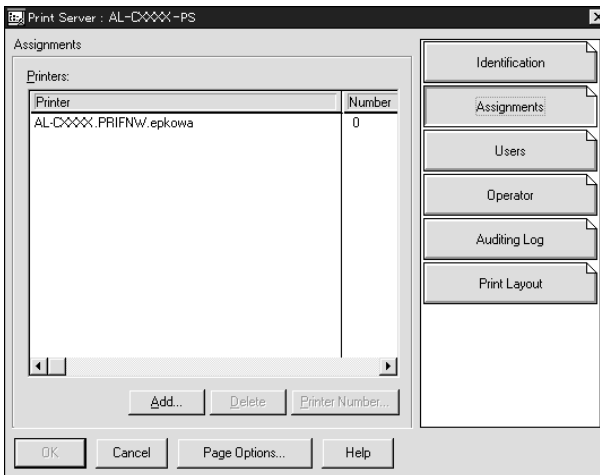 Print Server : AL-CXXXX-PS
Assignments
Printers:
Printer Number
AL-CXXXX.PRIFNW.epkowa 0
Add... Delete Printer Number...
OK Cancel Page Options... Help
Identification
Assignments
Users
Operator
Auditing Log
Print Layout